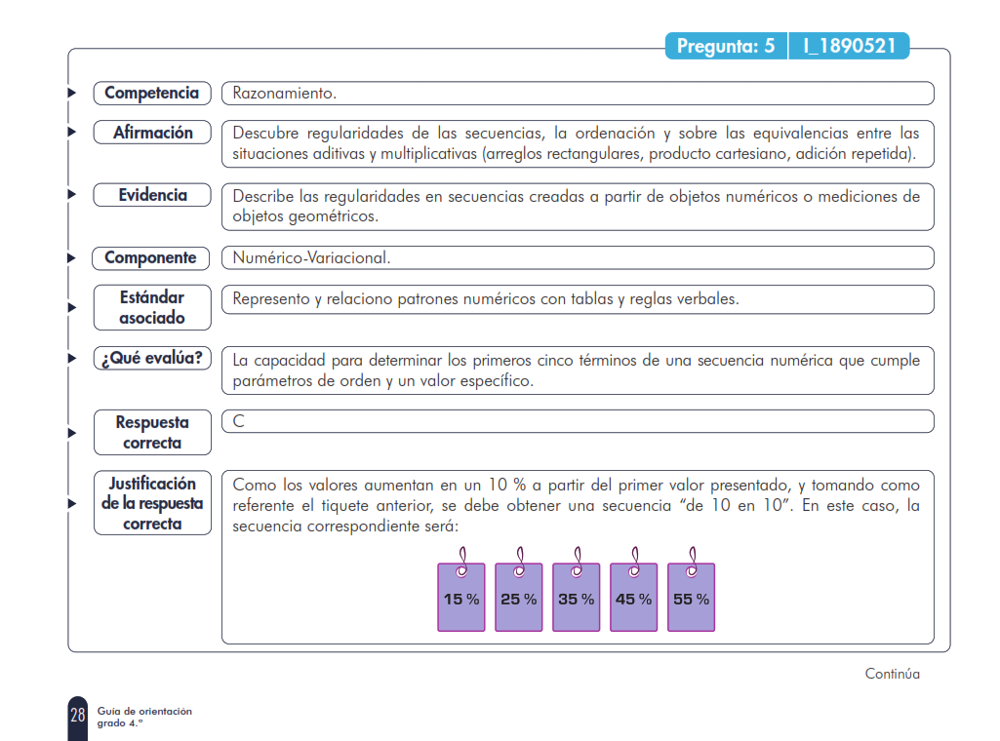 Pregunta: 5 I_1890521
Competencia
Razonamiento.
Afirmación
Descubre regularidades de las secuencias, la ordenación y sobre las equivalencias entre las
situaciones aditivas y multiplicativas (arreglos rectangulares, producto cartesiano, adición repetida).
Evidencia
Describe las regularidades en secuencias creadas a partir de objetos numéricos o mediciones de
objetos geométricos.
Componente
Numérico-Variacional.
Estándar
asociado
Represento y relaciono patrones numéricos con tablas y reglas verbales.
¿Qué evalúa?
La capacidad para determinar los primeros cinco términos de una secuencia numérica que cumple
parámetros de orden y un valor específico.
Respuesta
correcta
C
Justificación
de la respuesta
correcta
Como los valores aumentan en un 10 % a partir del primer valor presentado, y tomando como
referente el tiquete anterior, se debe obtener una secuencia “de 10 en 10”. En este caso, la
secuencia correspondiente será:
15 % 25 % 35 % 45 % 55 %
Continúa
28
Guía de orientación
grado 4.º